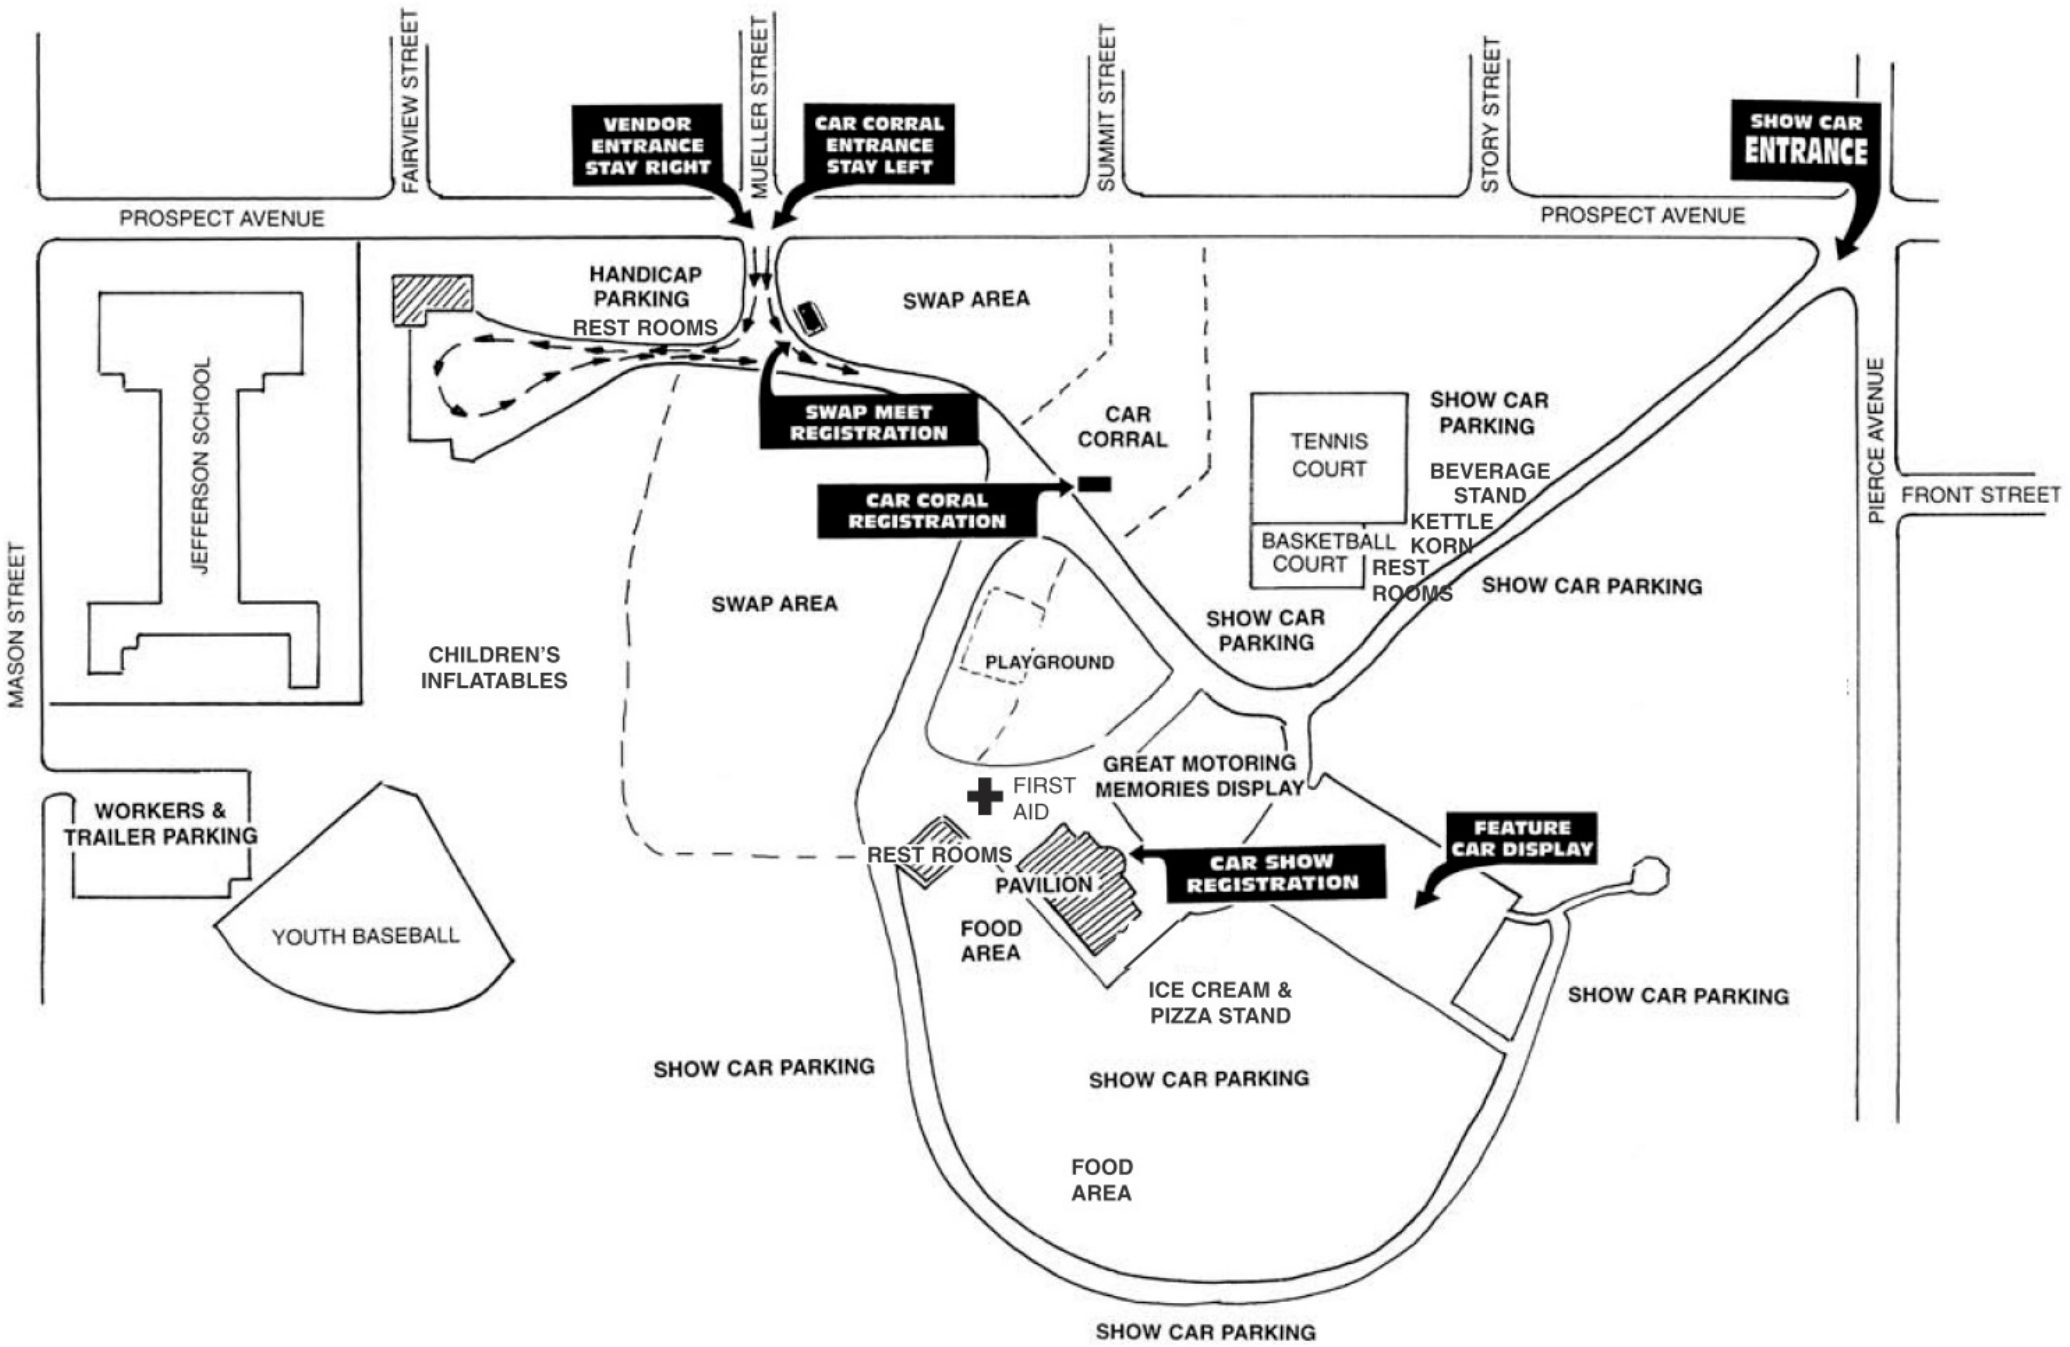 FAIRVIEW STREET
MUELLER STREET
SUMMIT STREET
STORY STREET
VENDOR
ENTRANCE
STAY RIGHT
CAR CORRAL
ENTRANCE
STAY LEFT
SHOW CAR
ENTRANCE
PROSPECT AVENUE
PROSPECT AVENUE
HANDICAP
PARKING
REST ROOMS
SWAP AREA
JEFFERSON SCHOOL
SWAP MEET
REGISTRATION
CAR
CORRAL
TENNIS
COURT
SHOW CAR
PARKING
BEVERAGE
STAND
KETTLE
KORN
BASKETBALL
COURT
REST
ROOMS
PIERCE AVENUE
FRONT STREET
CAR CORAL
REGISTRATION
MASON STREET
SWAP AREA
SHOW CAR PARKING
SHOW CAR
PARKING
CHILDREN'S
INFLATABLES
PLAYGROUND
GREAT MOTORING
MEMORIES DISPLAY
FIRST
AID
WORKERS &
TRAILER PARKING
REST ROOMS
PAVILION
CAR SHOW
REGISTRATION
FEATURE
CAR DISPLAY
YOUTH BASEBALL
FOOD
AREA
ICE CREAM &
PIZZA STAND
SHOW CAR PARKING
SHOW CAR PARKING
SHOW CAR PARKING
FOOD
AREA
SHOW CAR PARKING